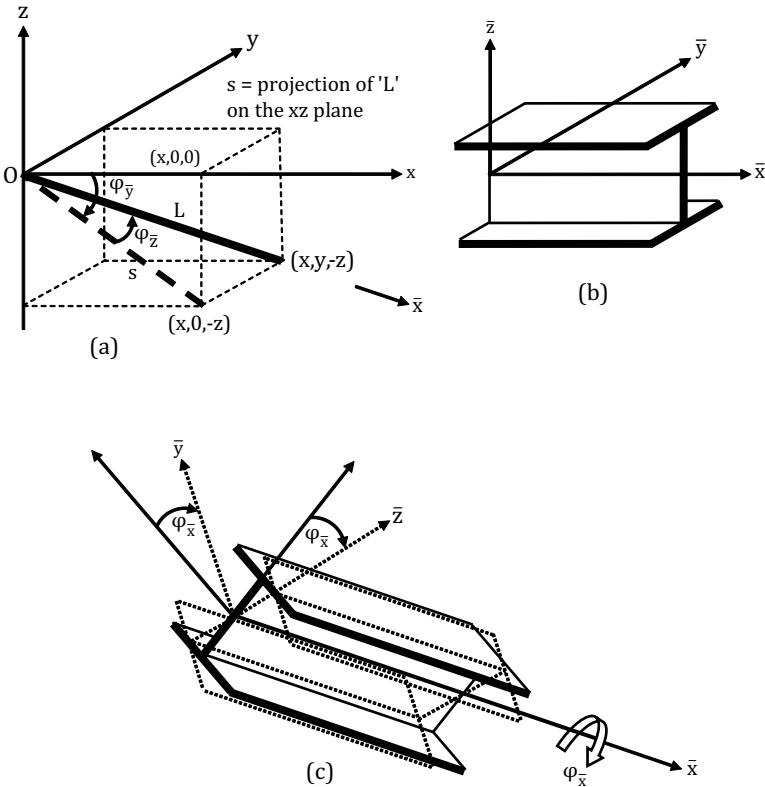 z
y
s = projection of 'L'
on the xz plane
(x,0,0)
O
x
φȳ
L
φz̄
s
(x,y,-z)
x̄
(x,0,-z)
(a)
z̄
ȳ
x̄
(b)
ȳ
φx̄
φx̄
z̄
x̄
φx̄
(c)